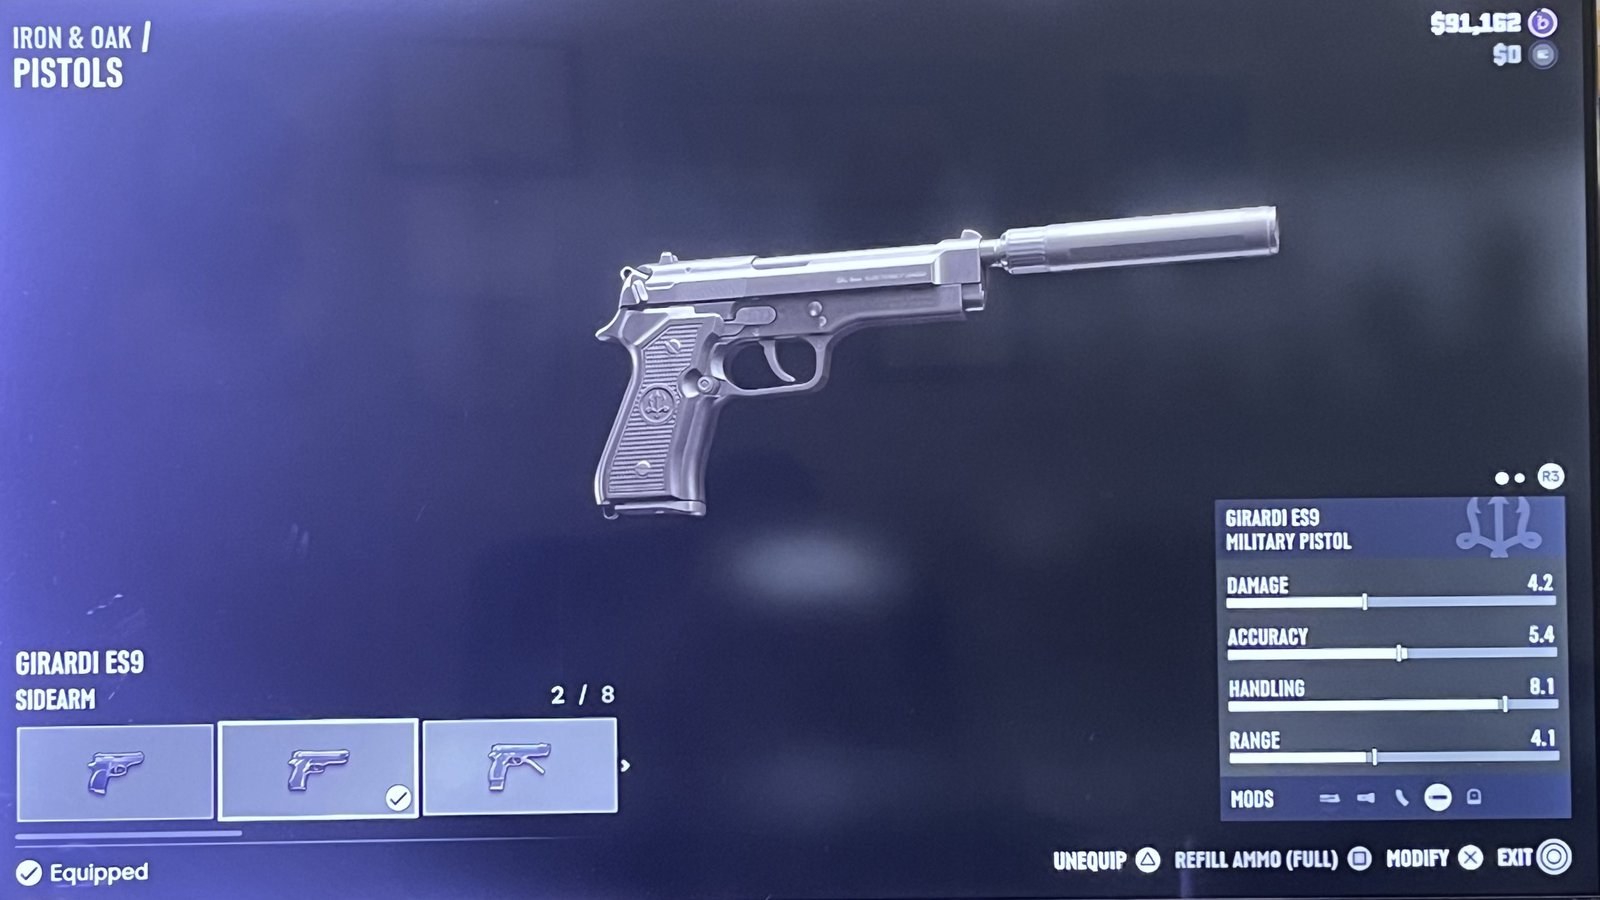 IRON & OAK /
PISTOLS
$91,162
$0
R3
GIRARDI ES9
MILITARY PISTOL
DAMAGE 4.2
ACCURACY 5.4
HANDLING 8.1
RANGE 4.1
MODS
GIRARDI ES9
SIDEARM
2 / 8
Equipped
UNEQUIP REFILL AMMO (FULL) MODIFY EXIT